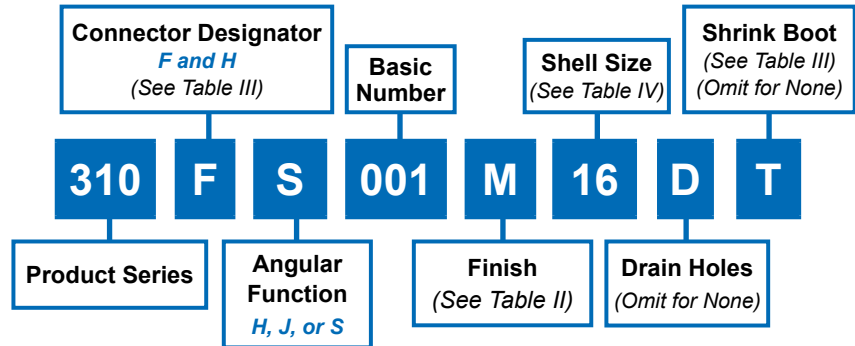 Connector Designator
F and H
(See Table III)
Basic
Number
Shell Size
(See Table IV)
Shrink Boot
(See Table III)
(Omit for None)
310 F S 001 M 16 D T
Product Series
Angular
Function
H, J, or S
Finish
(See Table II)
Drain Holes
(Omit for None)